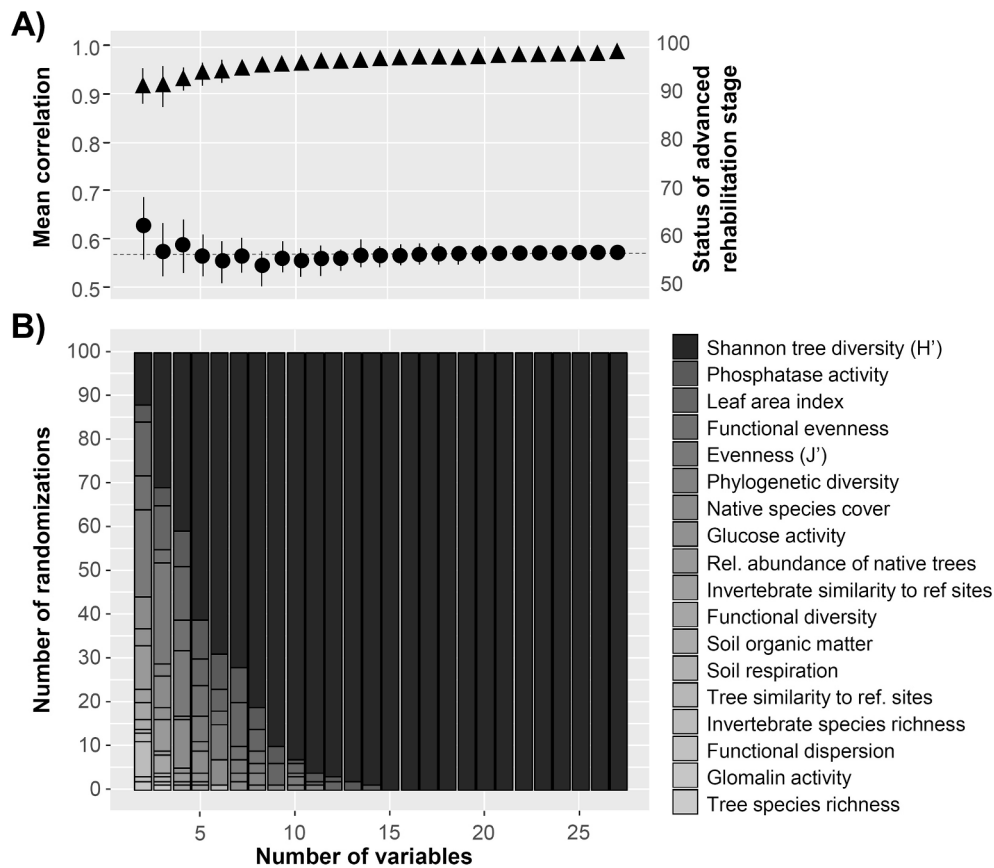 A)
1.0
0.9
0.8
0.7
0.6
0.5
Mean correlation
100
90
80
70
60
50
Status of advanced
rehabilitation stage
B)
100
90
80
70
60
50
40
30
20
10
0
Number of randomizations
5
10
15
20
25
Number of variables
Shannon tree diversity (H’)
Phosphatase activity
Leaf area index
Functional evenness
Evenness (J’)
Phylogenetic diversity
Native species cover
Glucose activity
Rel. abundance of native trees
Invertebrate similarity to ref sites
Functional diversity
Soil organic matter
Soil respiration
Tree similarity to ref. sites
Invertebrate species richness
Functional dispersion
Glomalin activity
Tree species richness